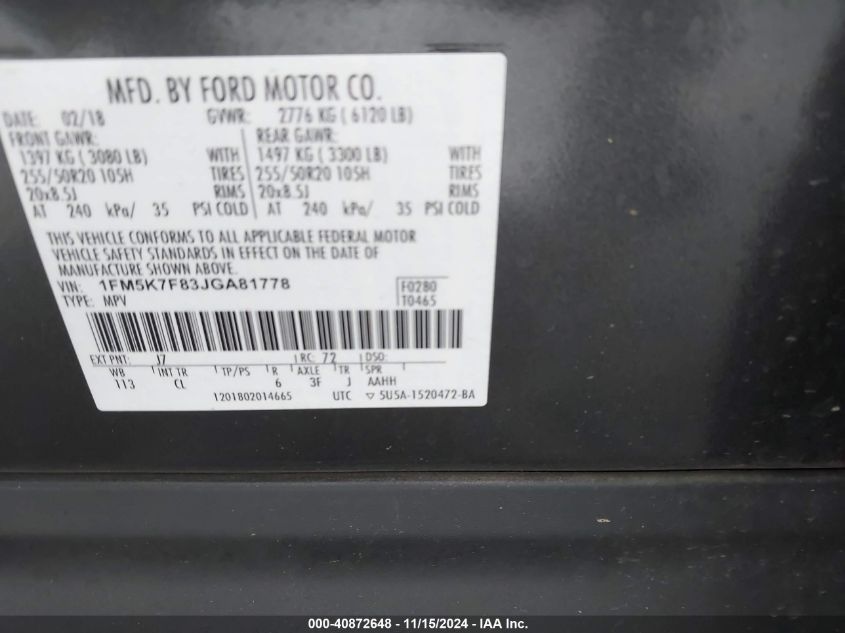 MFD. BY FORD MOTOR CO.
DATE: 02/18 GVWR: 2776 KG ( 6120 LB)
FRONT GAWR: REAR GAWR:
1397 KG ( 3080 LB) WITH 1497 KG ( 3300 LB) WITH
255/50R20 105H TIRES 255/50R20 105H TIRES
20x8.5J RIMS 20x8.5J RIMS
AT 240 kPa/ 35 PSI COLD AT 240 kPa/ 35 PSI COLD
THIS VEHICLE CONFORMS TO ALL APPLICABLE FEDERAL MOTOR
VEHICLE SAFETY STANDARDS IN EFFECT ON THE DATE OF
MANUFACTURE SHOWN ABOVE.
VIN: 1FM5K7F83JGA81778 F0280
TYPE: MPV T0465
EXT PNT: J7 RC: 72 DSO:
WB INT TR TP/PS R AXLE TR SPR
113 CL 6 3F J AAHH
1201802014665 UTC ▽ 5U5A-1520472-BA
000-40872648 - 11/15/2024 - IAA Inc.